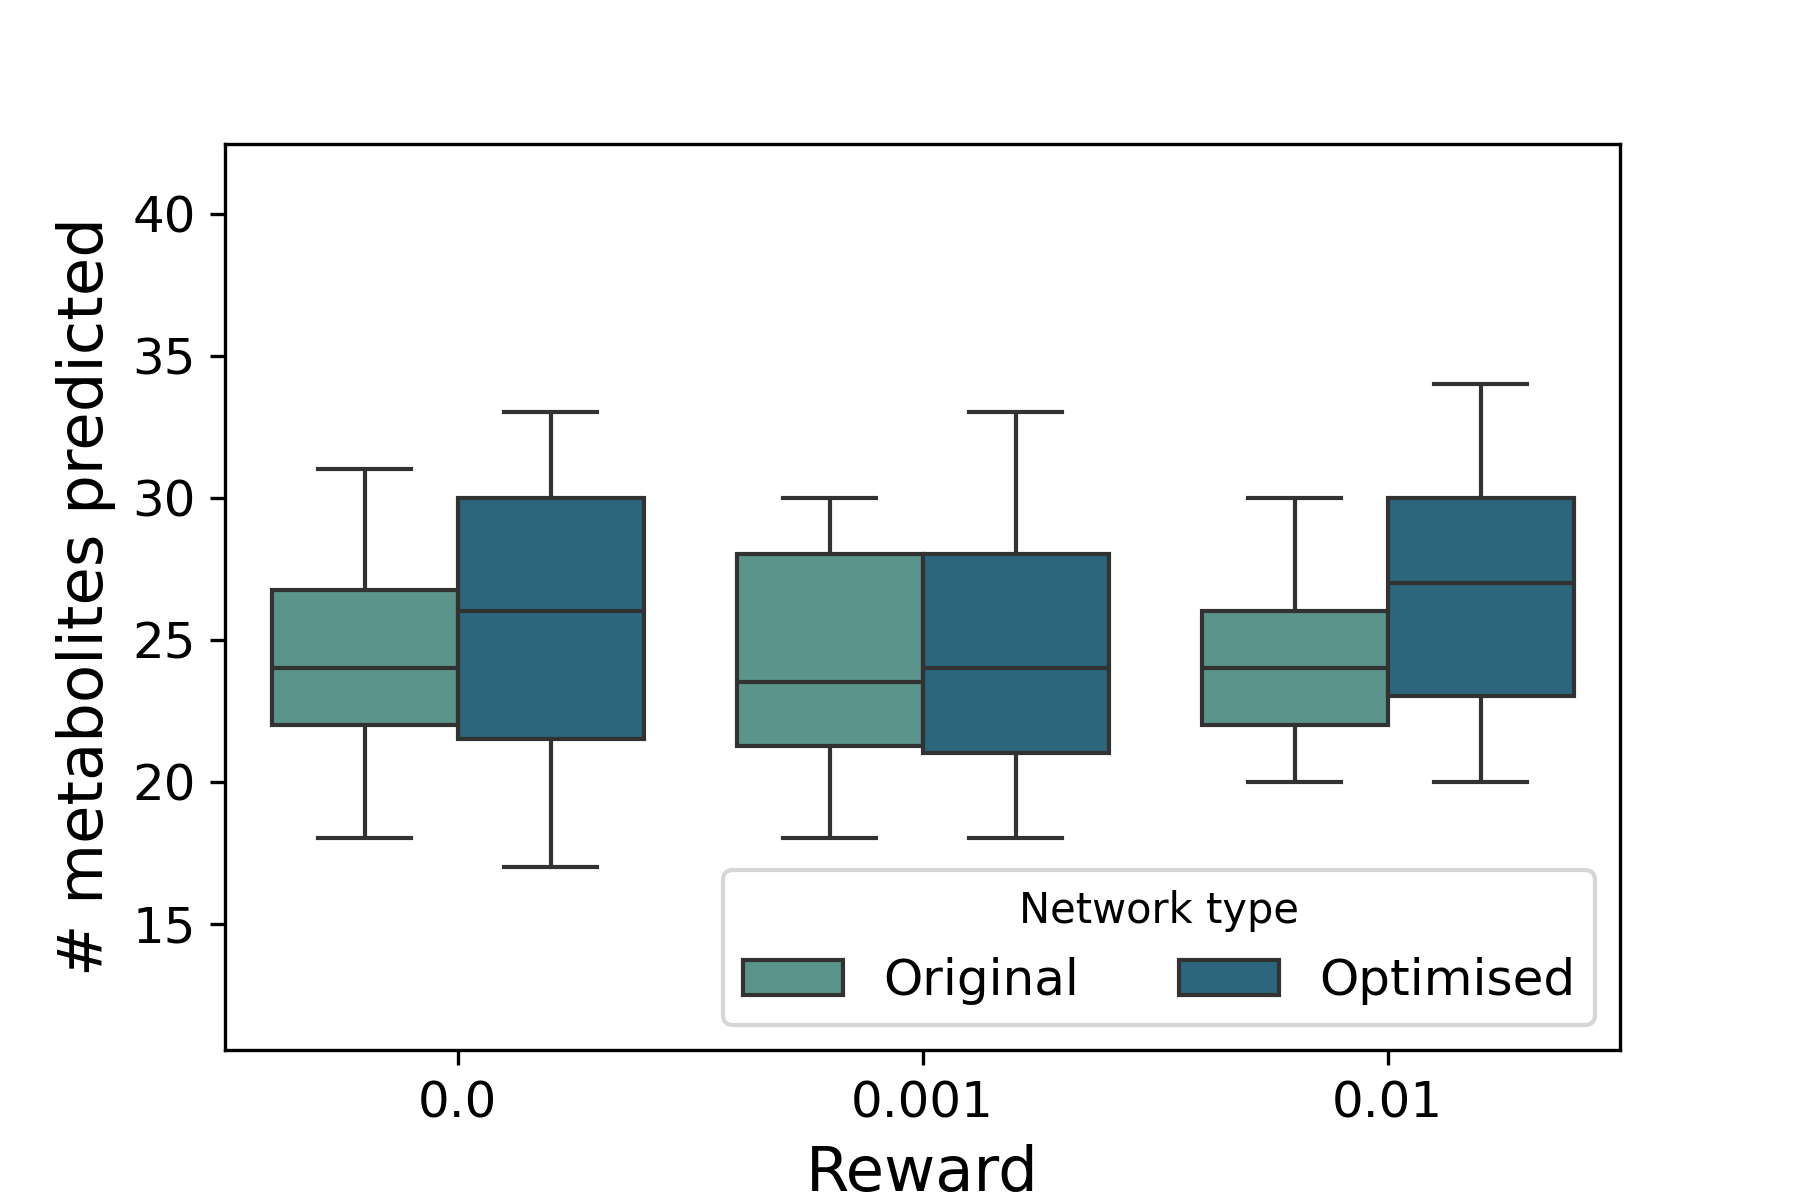 # metabolites predicted
40
35
30
25
20
15
Network type
Original Optimised
0.0 0.001 0.01
Reward